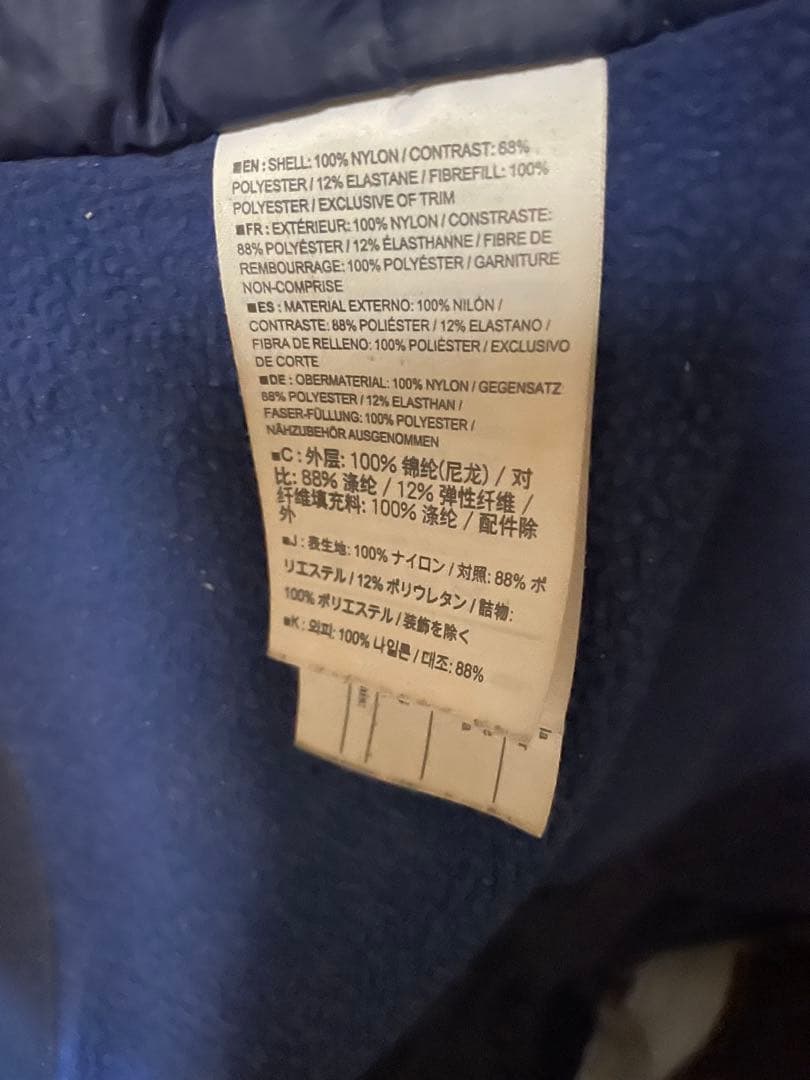 ■EN : SHELL: 100% NYLON / CONTRAST: 88%
POLYESTER / 12% ELASTANE / FIBREFILL: 100%
POLYESTER / EXCLUSIVE OF TRIM
■FR : EXTÉRIEUR: 100% NYLON / CONSTRASTE:
88% POLYÉSTER / 12% ÉLASTHANNE / FIBRE DE
REMBOURRAGE: 100% POLYÉSTER / GARNITURE
NON-COMPRISE
■ES : MATERIAL EXTERNO: 100% NILÓN /
CONTRASTE: 88% POLIÉSTER / 12% ELASTANO /
FIBRA DE RELLENO: 100% POLIÉSTER / EXCLUSIVO
DE CORTE
■DE : OBERMATERIAL: 100% NYLON / GEGENSATZ
88% POLYESTER / 12% ELASTHAN /
FASER-FÜLLUNG: 100% POLYESTER /
NÄHZUBEHÖR AUSGENOMMEN
■C : 外层: 100% 锦纶(尼龙) / 对
比: 88% 涤纶 / 12% 弹性纤维 /
纤维填充料: 100% 涤纶 / 配件除
外
■J : 表生地: 100% ナイロン / 対照: 88% ポ
リエステル / 12% ポリウレタン / 詰物:
100% ポリエステル / 装飾を除く
■K : 외피: 100% 나일론 / 대조: 88%
la